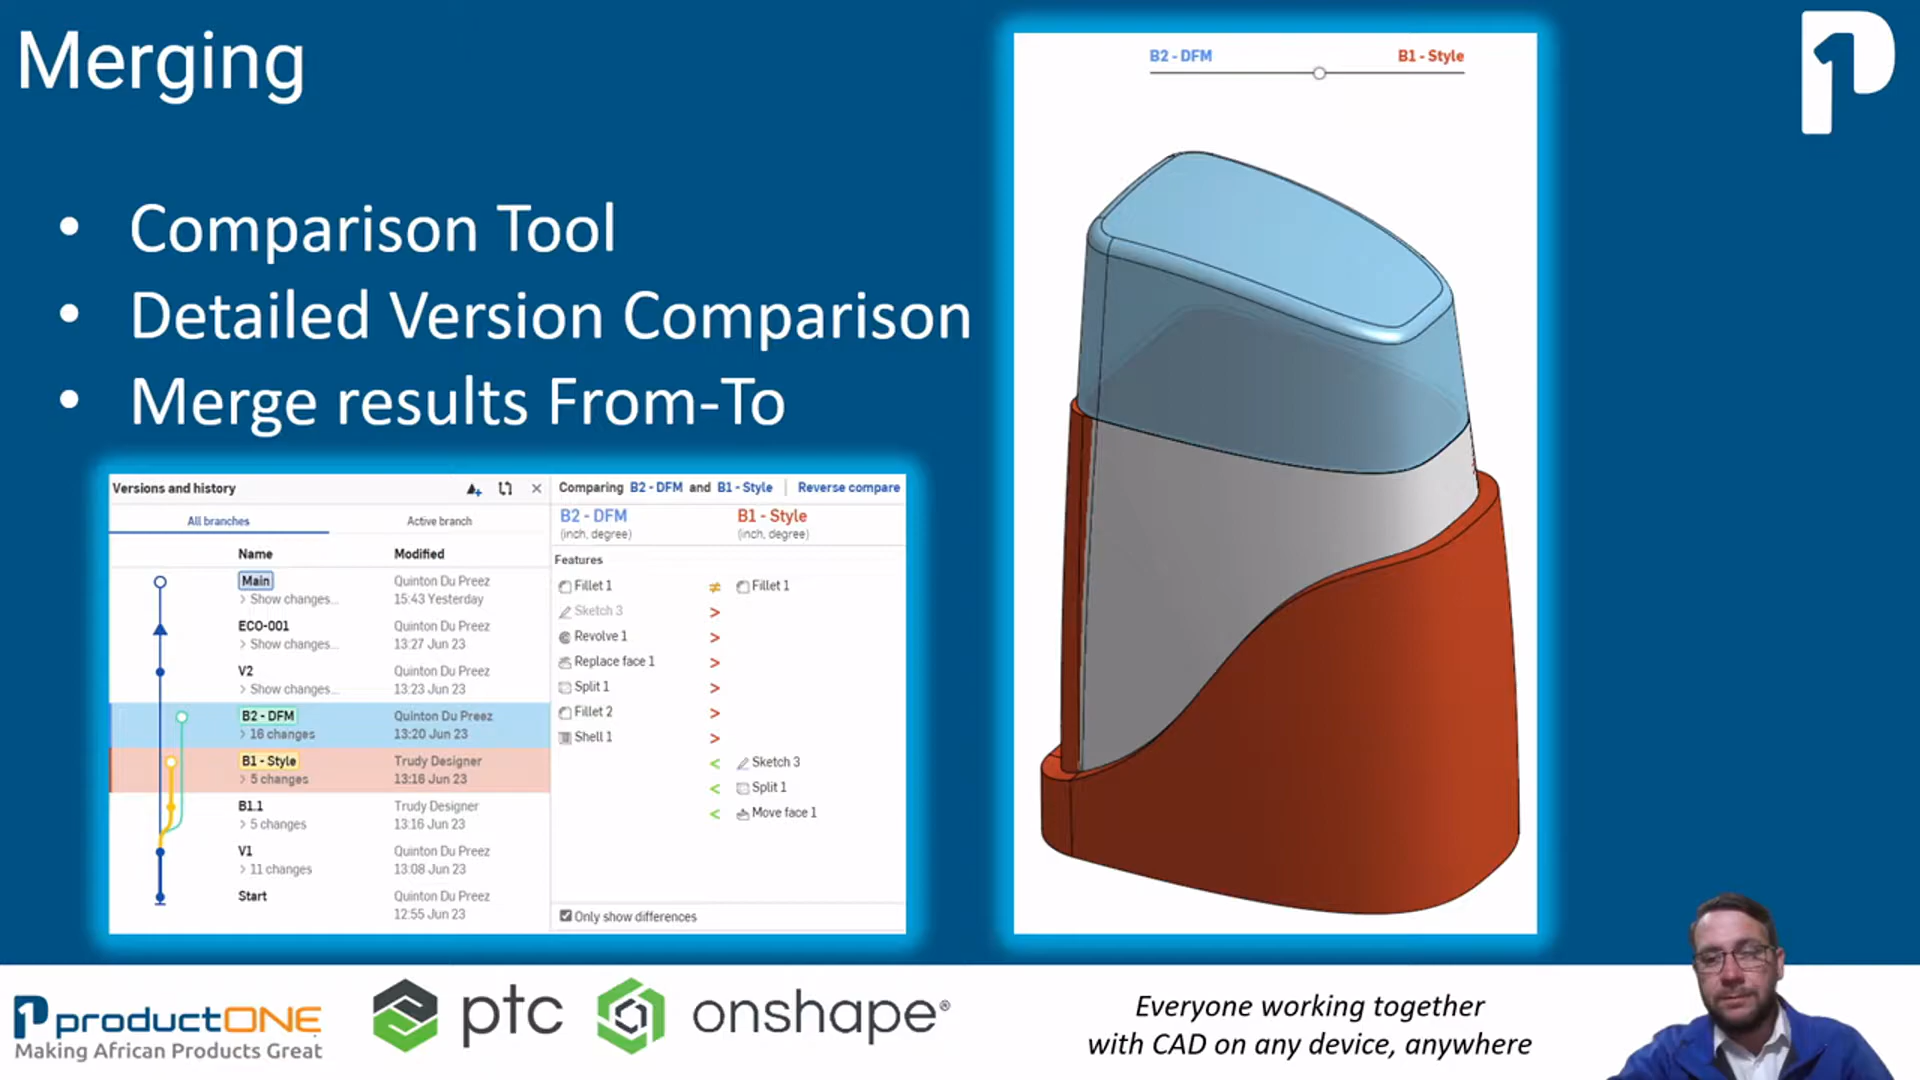 Merging
• Comparison Tool
• Detailed Version Comparison
• Merge results From-To
B2 - DFM B1 - Style
Versions and history
All branches Active branch
Name Modified
Main Quinton Du Preez
> Show changes... 15:43 Yesterday
ECO-001 Quinton Du Preez
> Show changes... 13:27 Jun 23
V2 Quinton Du Preez
> Show changes... 13:23 Jun 23
B2 - DFM Quinton Du Preez
> 16 changes 13:20 Jun 23
B1 - Style Trudy Designer
> 5 changes 13:16 Jun 23
B1.1 Trudy Designer
> 5 changes 13:16 Jun 23
V1 Quinton Du Preez
> 11 changes 13:08 Jun 23
Start Quinton Du Preez
12:55 Jun 23
Comparing B2 - DFM and B1 - Style | Reverse compare
B2 - DFM B1 - Style
(inch, degree) (inch, degree)
Features
Fillet 1 ≠ Fillet 1
Sketch 3 >
Revolve 1 >
Replace face 1 >
Split 1 >
Fillet 2 >
Shell 1 >
< Sketch 3
< Split 1
< Move face 1
Only show differences
productONE
Making African Products Great
ptc
onshape®
Everyone working together
with CAD on any device, anywhere